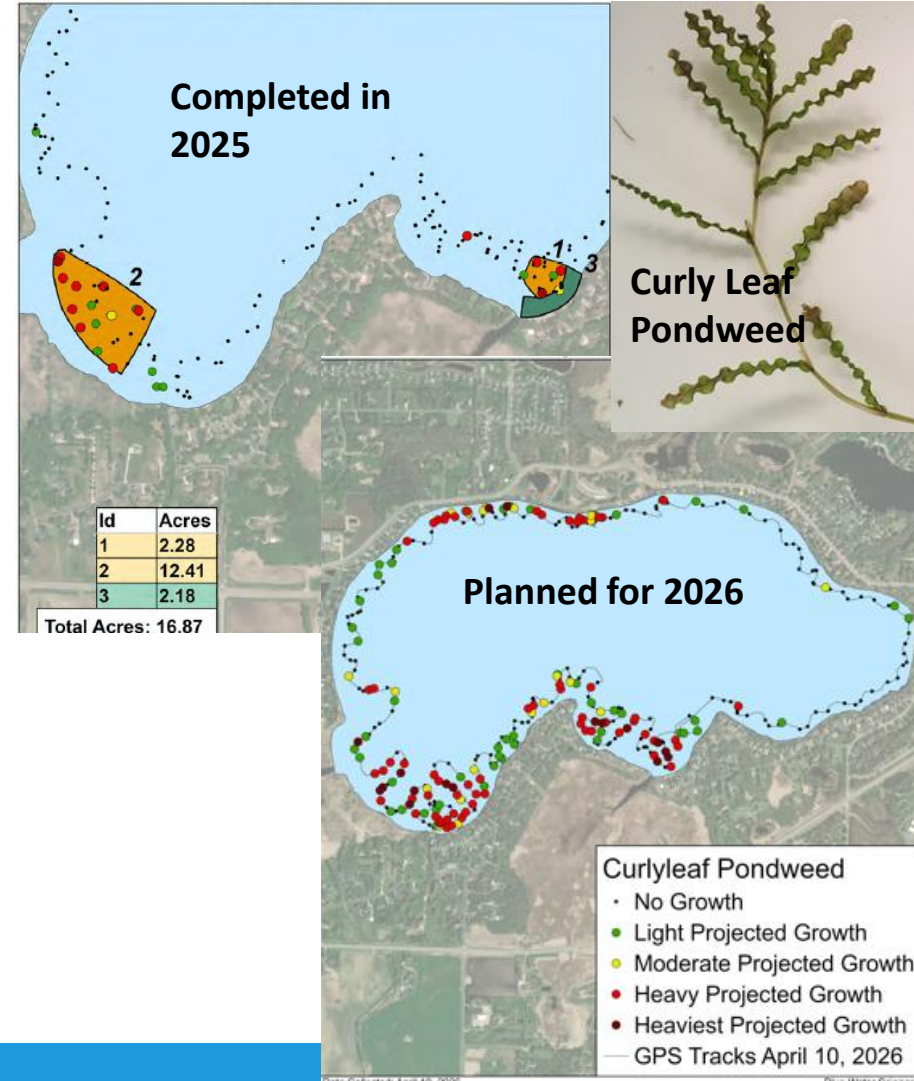 Completed in
2025
2
1
3
Id Acres
1 2.28
2 12.41
3 2.18
Total Acres: 16.87
Curly Leaf
Pondweed
Planned for 2026
Curlyleaf Pondweed
No Growth
Light Projected Growth
Moderate Projected Growth
Heavy Projected Growth
Heaviest Projected Growth
GPS Tracks April 10, 2026